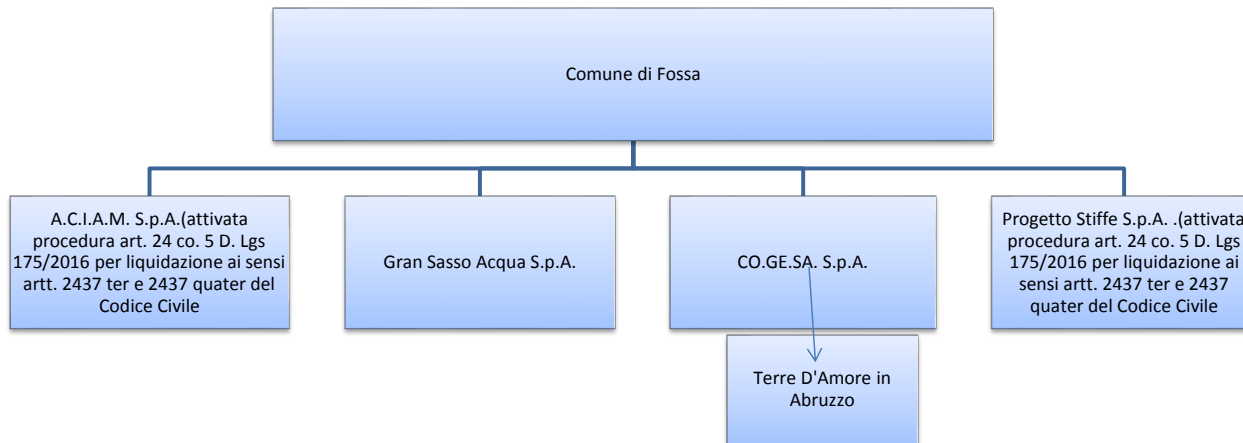 Comune di Fossa
A.C.I.A.M. S.p.A.(attivata
procedura art. 24 co. 5 D. Lgs
175/2016 per liquidazione ai sensi
artt. 2437 ter e 2437 quater del
Codice Civile
Gran Sasso Acqua S.p.A.
CO.GE.SA. S.p.A.
Progetto Stiffe S.p.A. .(attivata
procedura art. 24 co. 5 D. Lgs
175/2016 per liquidazione ai
sensi artt. 2437 ter e 2437
quater del Codice Civile
Terre D'Amore in
Abruzzo